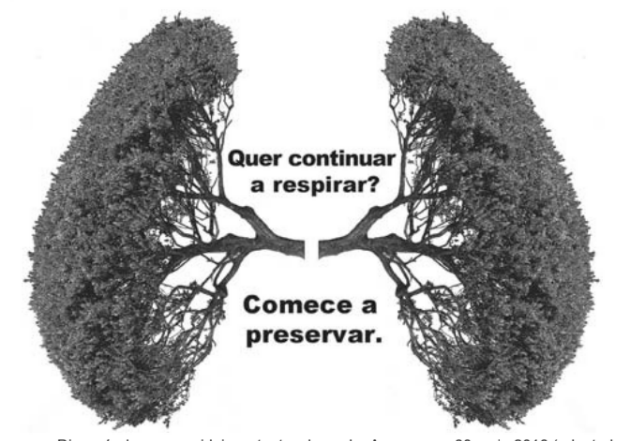 Quer continuar
a respirar?
Comece a
preservar.